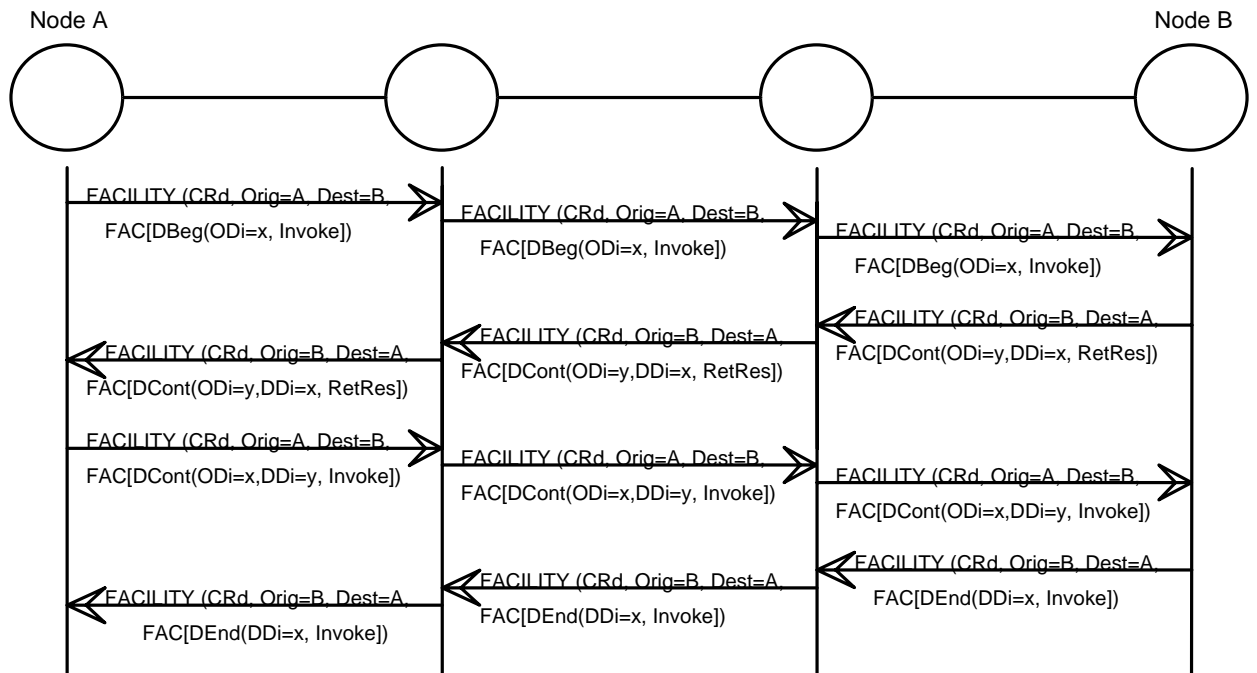 Node A
Node B
FACILITY (CRd, Orig=A, Dest=B,
FAC[DBeg(ODi=x, Invoke])
FACILITY (CRd, Orig=A, Dest=B,
FAC[DBeg(ODi=x, Invoke])
FACILITY (CRd, Orig=A, Dest=B,
FAC[DBeg(ODi=x, Invoke])
FACILITY (CRd, Orig=B, Dest=A,
FAC[DCont(ODi=y,DDi=x, RetRes])
FACILITY (CRd, Orig=B, Dest=A,
FAC[DCont(ODi=y,DDi=x, RetRes])
FACILITY (CRd, Orig=B, Dest=A,
FAC[DCont(ODi=y,DDi=x, RetRes])
FACILITY (CRd, Orig=A, Dest=B,
FAC[DCont(ODi=x,DDi=y, Invoke])
FACILITY (CRd, Orig=A, Dest=B,
FAC[DCont(ODi=x,DDi=y, Invoke])
FACILITY (CRd, Orig=A, Dest=B,
FAC[DCont(ODi=x,DDi=y, Invoke])
FACILITY (CRd, Orig=B, Dest=A,
FAC[DEnd(DDi=x, Invoke])
FACILITY (CRd, Orig=B, Dest=A,
FAC[DEnd(DDi=x, Invoke])
FACILITY (CRd, Orig=B, Dest=A,
FAC[DEnd(DDi=x, Invoke])